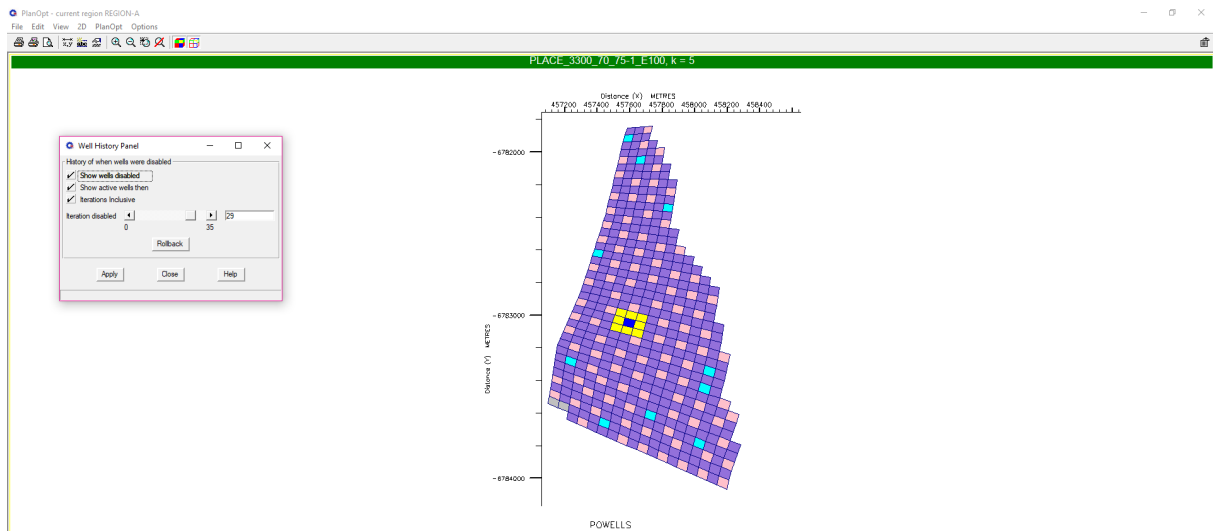 PlanOpt - current region REGION-A
File Edit View 2D PlanOpt Options
PLACE_3300_70_75-1_E100, k = 5
Distance (X) METRES
457200 457400 457600 457800 458000 458200 458400
Well History Panel
History of when wells were disabled
Show wells disabled
Show active wells then
Iterations Inclusive
Iteration disabled 29
0 35
Rollback
Apply Close Help
-6782000
-6783000
Distance (Y) METRES
-6784000
POWELLS